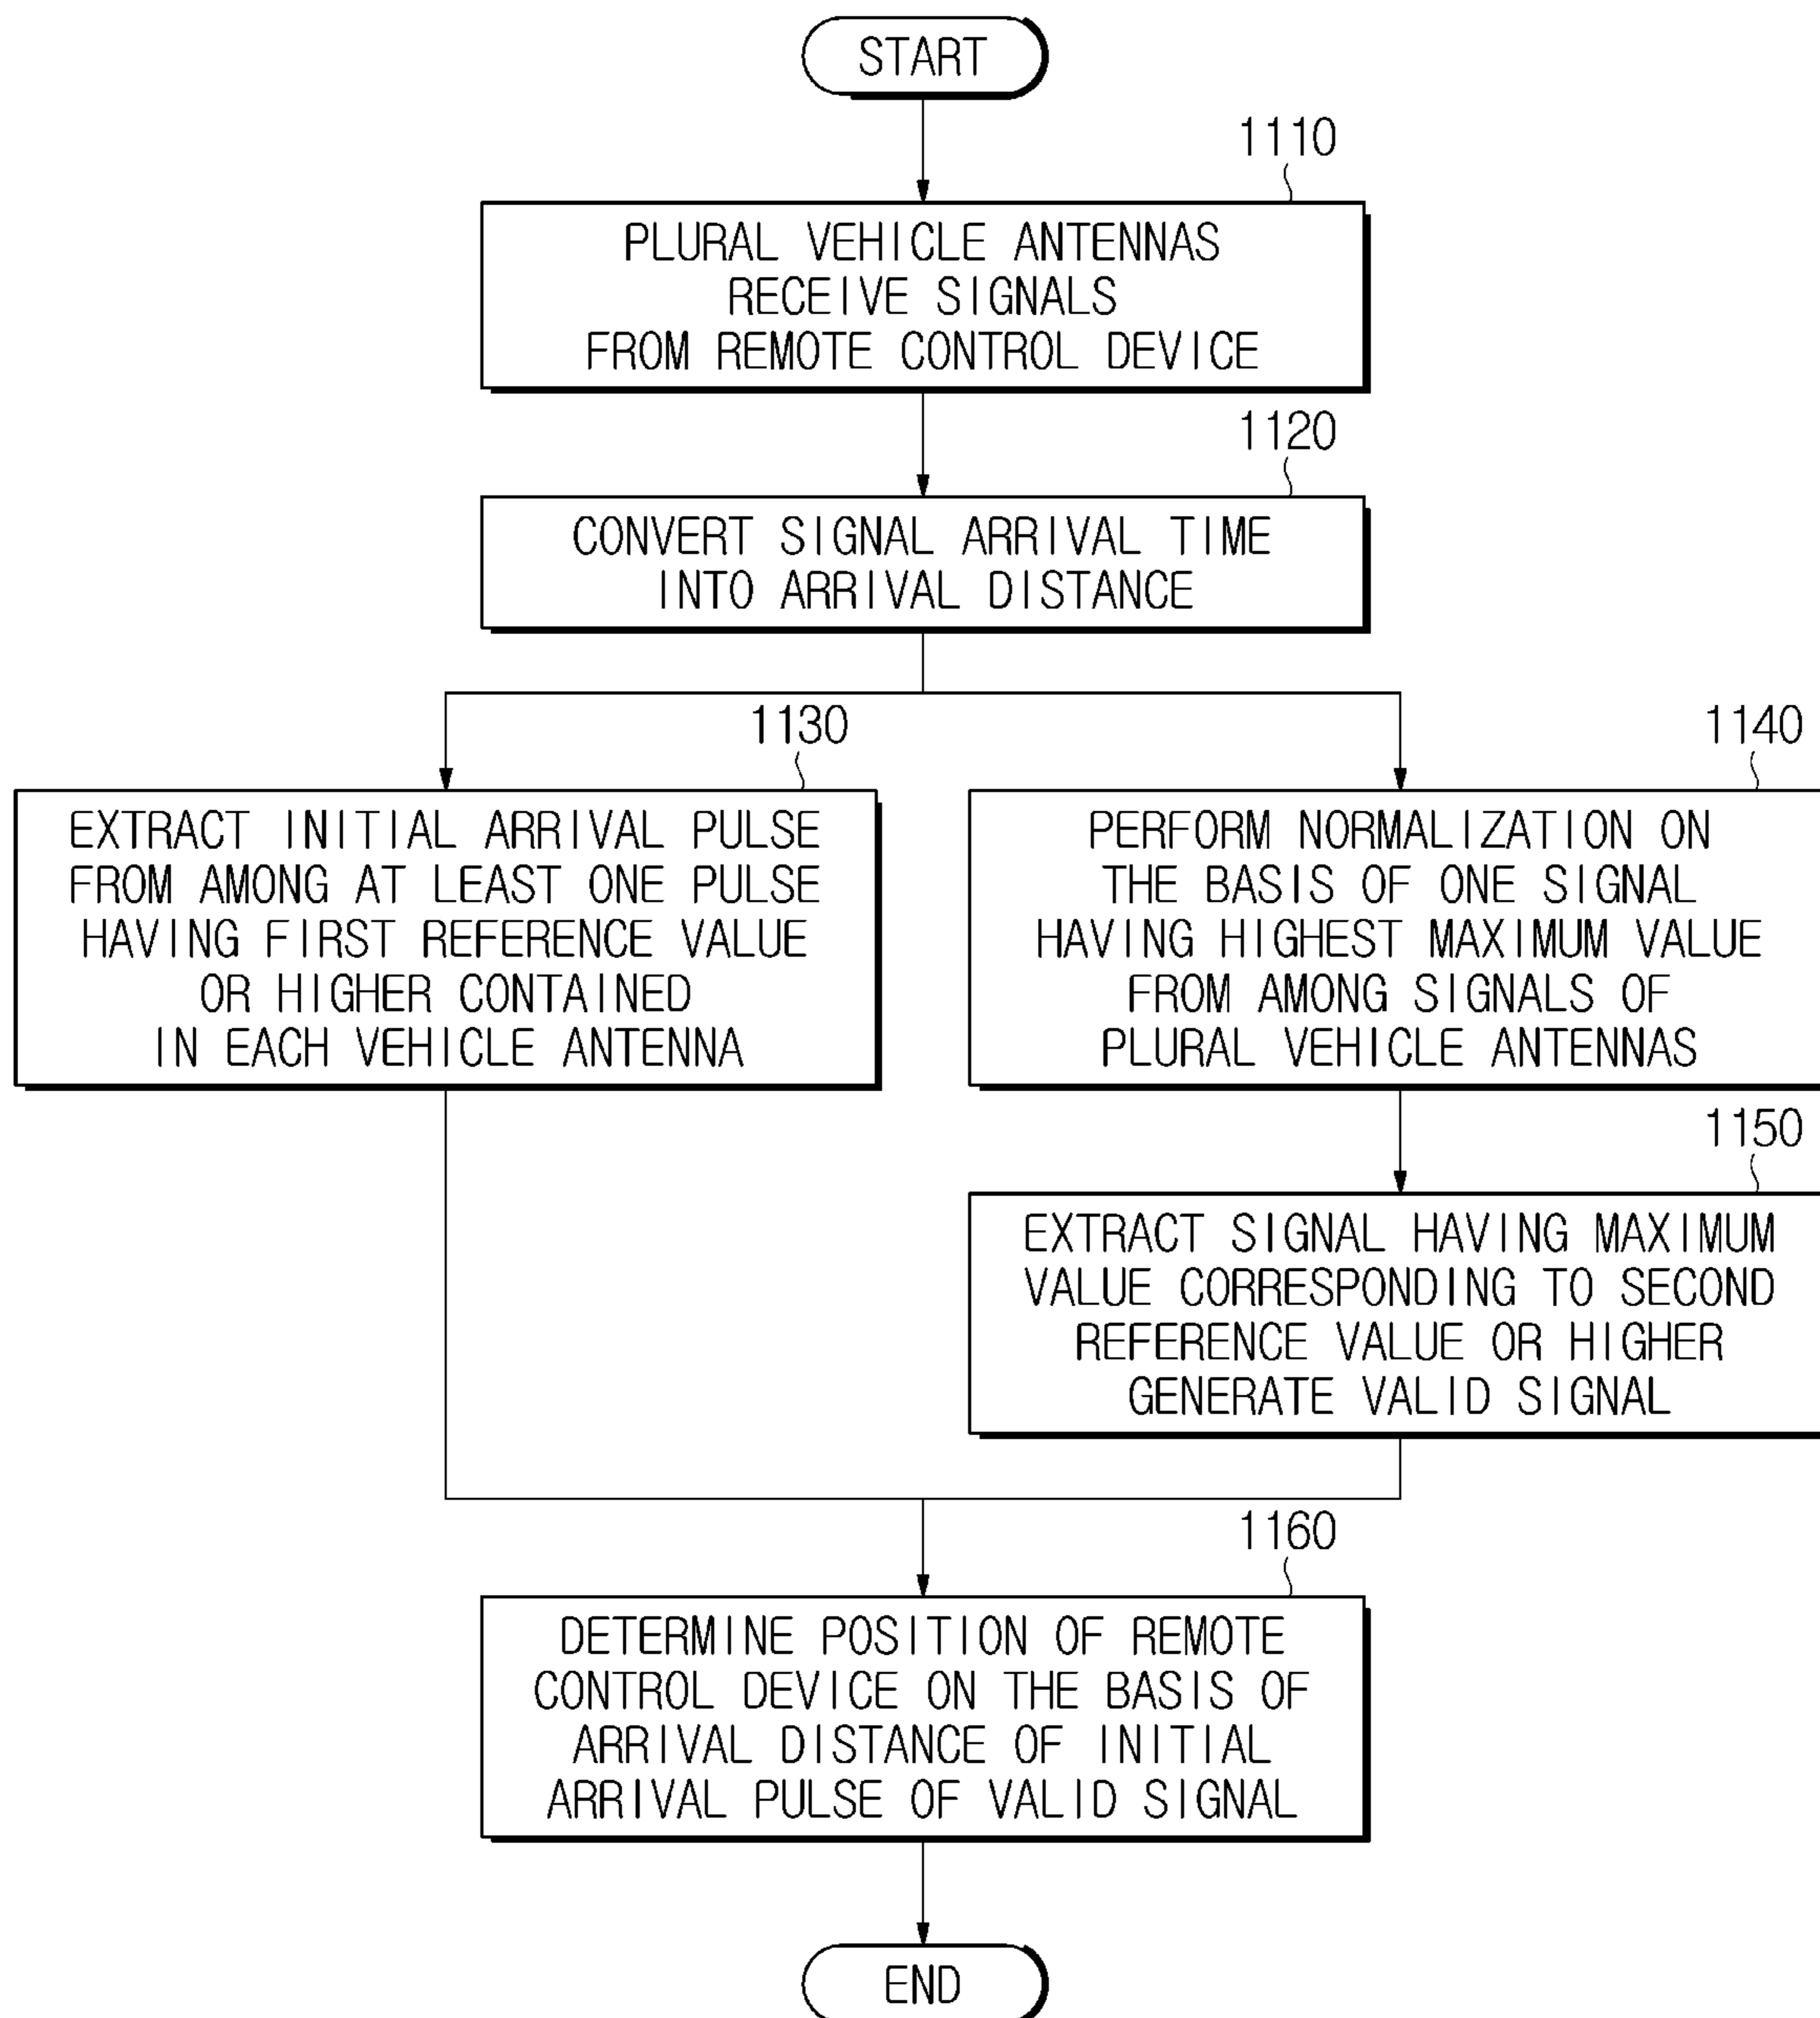 START
1110
PLURAL VEHICLE ANTENNAS
RECEIVE SIGNALS
FROM REMOTE CONTROL DEVICE
1120
CONVERT SIGNAL ARRIVAL TIME
INTO ARRIVAL DISTANCE
1130
EXTRACT INITIAL ARRIVAL PULSE
FROM AMONG AT LEAST ONE PULSE
HAVING FIRST REFERENCE VALUE
OR HIGHER CONTAINED
IN EACH VEHICLE ANTENNA
1140
PERFORM NORMALIZATION ON
THE BASIS OF ONE SIGNAL
HAVING HIGHEST MAXIMUM VALUE
FROM AMONG SIGNALS OF
PLURAL VEHICLE ANTENNAS
1150
EXTRACT SIGNAL HAVING MAXIMUM
VALUE CORRESPONDING TO SECOND
REFERENCE VALUE OR HIGHER
GENERATE VALID SIGNAL
1160
DETERMINE POSITION OF REMOTE
CONTROL DEVICE ON THE BASIS OF
ARRIVAL DISTANCE OF INITIAL
ARRIVAL PULSE OF VALID SIGNAL
END